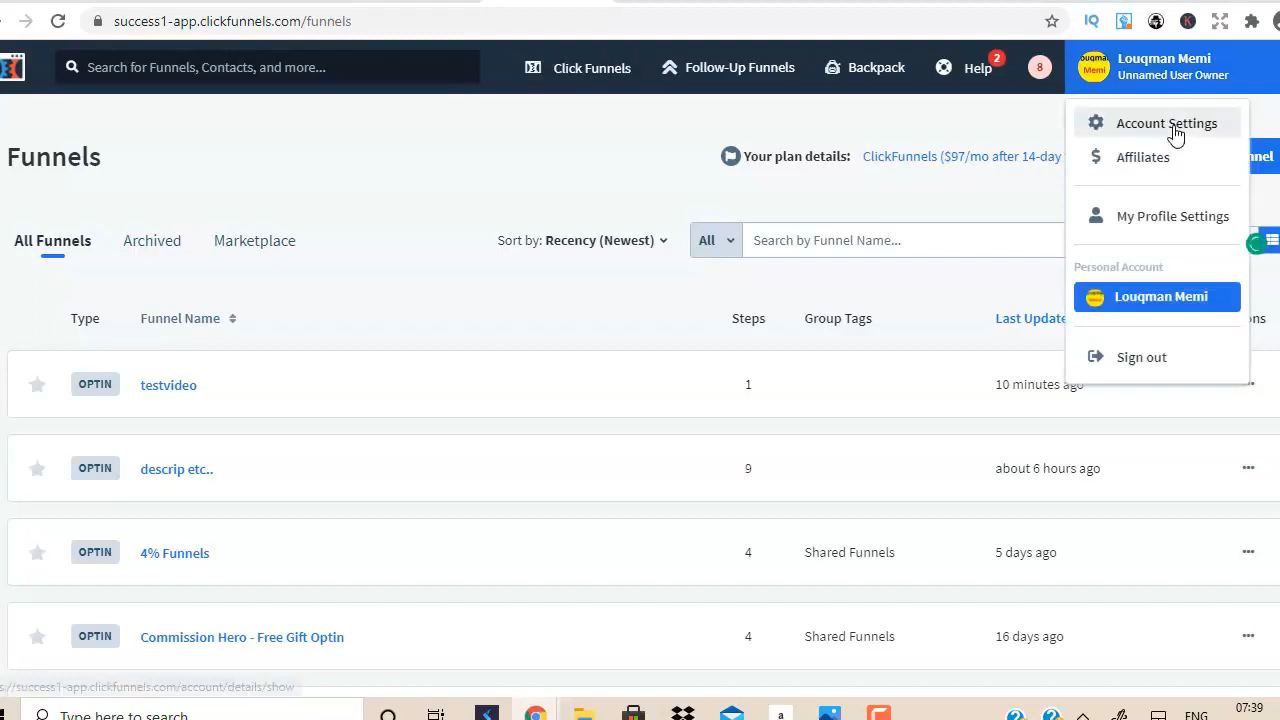 success1-app.clickfunnels.com/funnels
IQ
K
Search for Funnels, Contacts, and more...
Click Funnels
Follow-Up Funnels
Backpack
Help
2
8
Louqman Memi
Unnamed User Owner
Account Settings
Affiliates
My Profile Settings
Personal Account
Louqman Memi
Sign out
Funnels
Your plan details: ClickFunnels ($97/mo after 14-day
nnel
All Funnels
Archived
Marketplace
Sort by: Recency (Newest)
All
Search by Funnel Name...
Type
Funnel Name
Steps
Group Tags
Last Update
ons
OPTIN testvideo 1 10 minutes ago
OPTIN descrip etc.. 9 about 6 hours ago
OPTIN 4% Funnels 4 Shared Funnels 5 days ago
OPTIN Commission Hero - Free Gift Optin 4 Shared Funnels 16 days ago
s://success1-app.clickfunnels.com/account/details/show
Type here to search
a
ENG
07:39